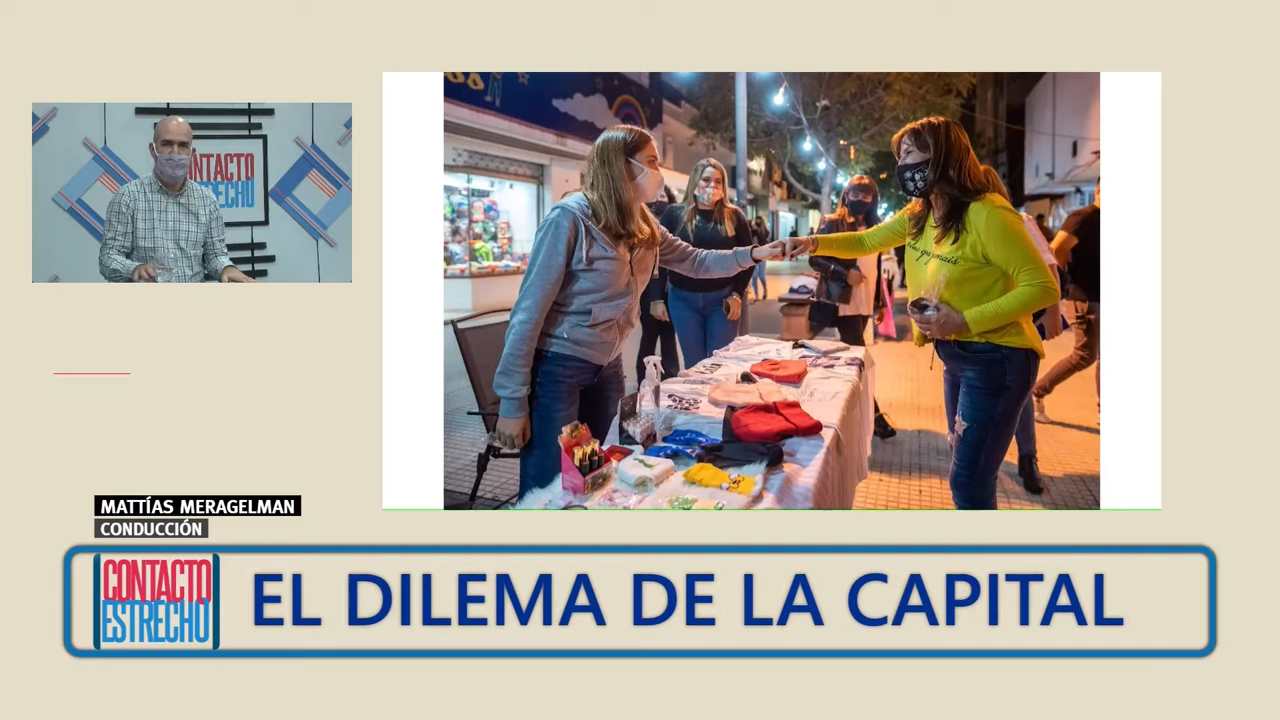 CONTACTO
ESTRECHO
MATTÍAS MERAGELMAN
CONDUCCIÓN
CONTACTO
ESTRECHO
EL DILEMA DE LA CAPITAL